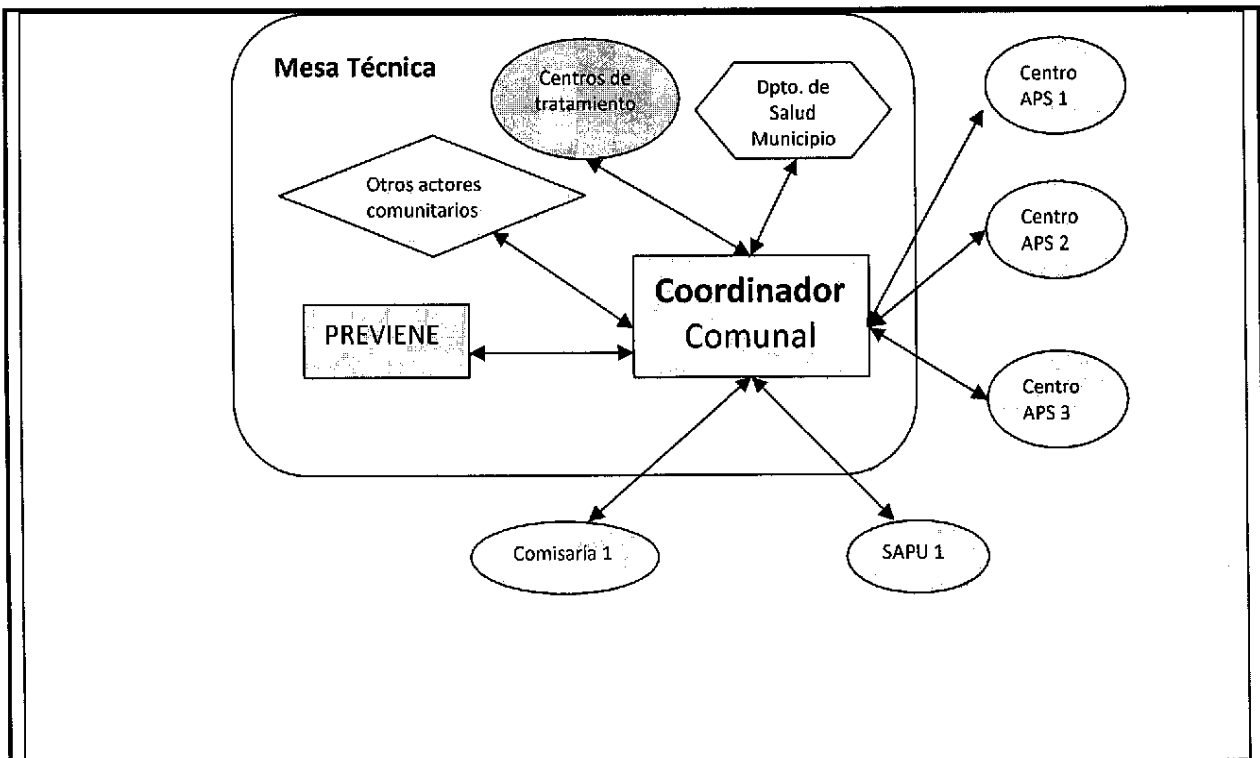 Mesa Técnica
Centros de
tratamiento
Dpto. de
Salud
Municipio
Centro
APS 1
Otros actores
comunitarios
Centro
APS 2
Coordinador
Comunal
PREVIENE
Centro
APS 3
Comisaría 1
SAPU 1